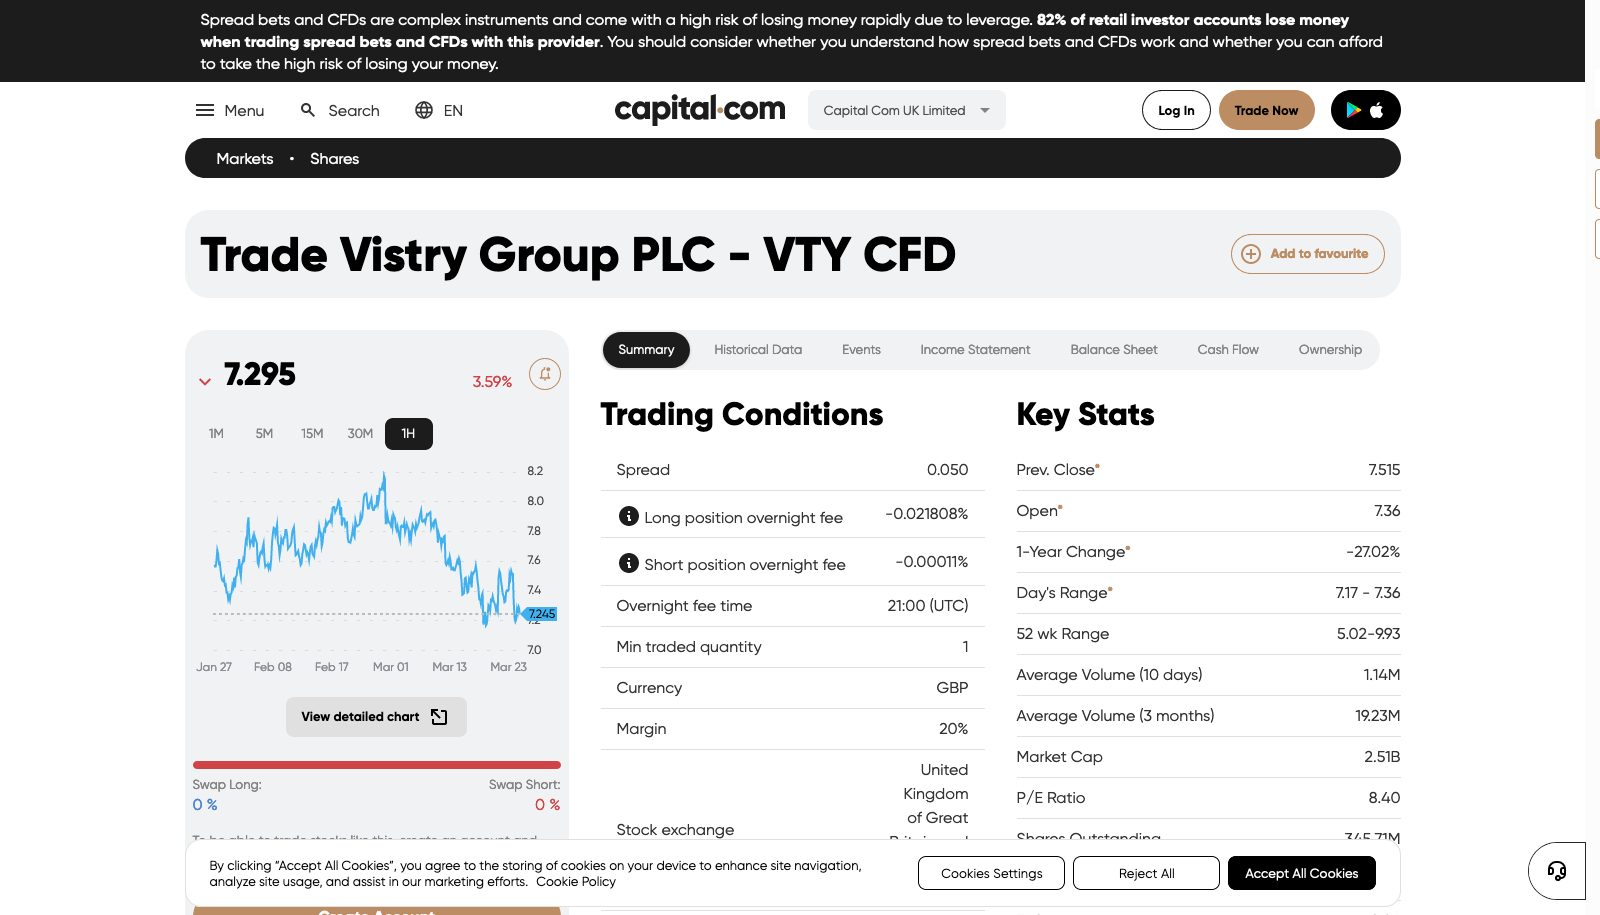 Spread bets and CFDs are complex instruments and come with a high risk of losing money rapidly due to leverage. 82% of retail investor accounts lose money
when trading spread bets and CFDs with this provider. You should consider whether you understand how spread bets and CFDs work and whether you can afford
to take the high risk of losing your money.
Menu Search EN capital.com Capital Com UK Limited Log In Trade Now
Markets • Shares
Trade Vistry Group PLC - VTY CFD
Add to favourite
7.295 3.59%
1M 5M 15M 30M 1H
8.2
8.0
7.8
7.6
7.4
7.245
7.0
Jan 27 Feb 08 Feb 17 Mar 01 Mar 13 Mar 23
View detailed chart
Swap Long: Swap Short:
0 % 0 %
Summary Historical Data Events Income Statement Balance Sheet Cash Flow Ownership
Trading Conditions
Spread 0.050
Long position overnight fee -0.021808%
Short position overnight fee -0.00011%
Overnight fee time 21:00 (UTC)
Min traded quantity 1
Currency GBP
Margin 20%
Stock exchange United
Kingdom
of Great
Key Stats
Prev. Close* 7.515
Open* 7.36
1-Year Change* -27.02%
Day's Range* 7.17 - 7.36
52 wk Range 5.02-9.93
Average Volume (10 days) 1.14M
Average Volume (3 months) 19.23M
Market Cap 2.51B
P/E Ratio 8.40
Shares Outstanding 345.71M
By clicking “Accept All Cookies”, you agree to the storing of cookies on your device to enhance site navigation,
analyze site usage, and assist in our marketing efforts. Cookie Policy
Cookies Settings Reject All Accept All Cookies